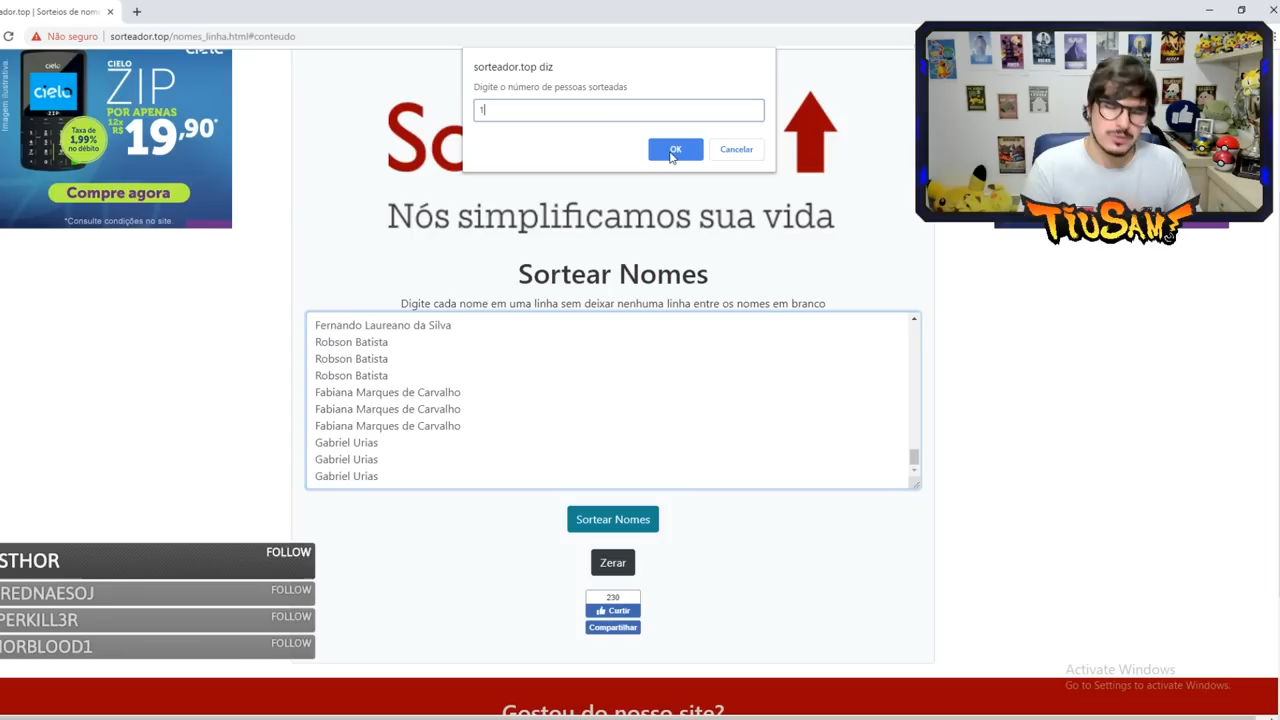 dor.top | Sorteios de nome
Não seguro
sorteador.top/nomes_linha.html#conteudo
Imagem ilustrativa.
cielo
CIELO
ZIP
POR APENAS
12x
R$
19,90*
Taxa de
1,99%
no débito
Compre agora
*Consulte condições no site.
sorteador.top diz
Digite o número de pessoas sorteadas
1
OK
Cancelar
So
Nós simplificamos sua vida
TiUSAM
Sortear Nomes
Digite cada nome em uma linha sem deixar nenhuma linha entre os nomes em branco
Fernando Laureano da Silva
Robson Batista
Robson Batista
Robson Batista
Fabiana Marques de Carvalho
Fabiana Marques de Carvalho
Fabiana Marques de Carvalho
Gabriel Urias
Gabriel Urias
Gabriel Urias
Sortear Nomes
Zerar
230
Curtir
Compartilhar
STHOR FOLLOW
REDNAESOJ FOLLOW
PERKILL3R FOLLOW
IORBLOOD1 FOLLOW
Activate Windows
Go to Settings to activate Windows.
Gostou do nosso site?